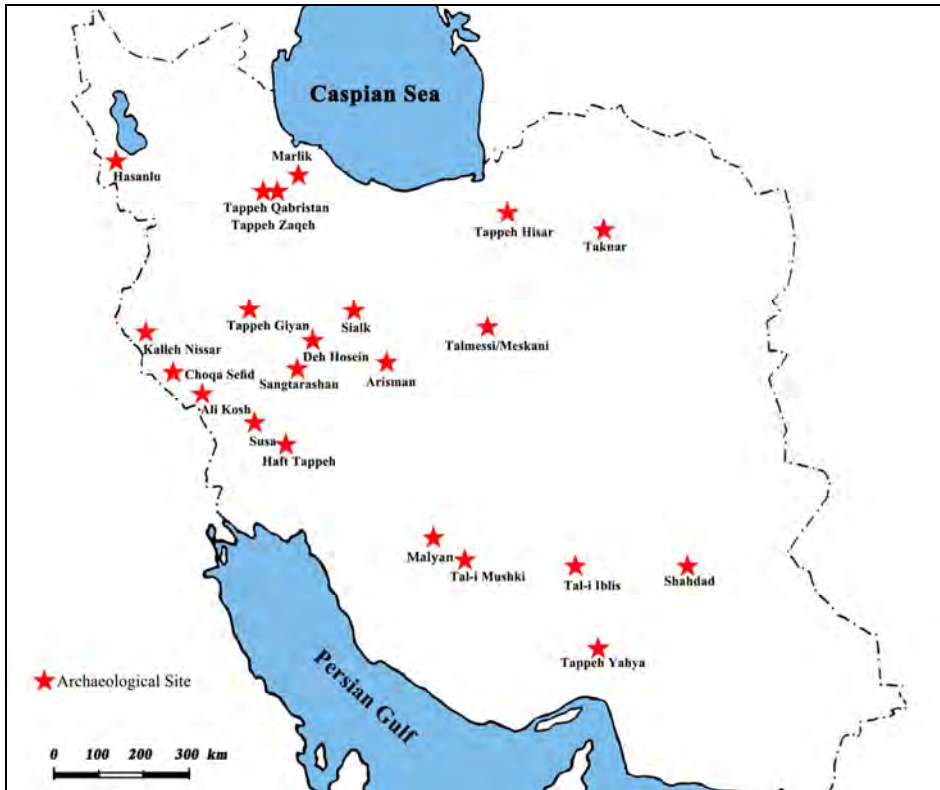 Caspian Sea
Marlik
Hasanlu
Tappeh Qabristan
Tappeh Zaqeh
Tappeh Hisar
Taknar
Tappeh Giyan
Sialk
Talmessi/Meskani
Kalleh Nissar
Deh Hosein
Choqa Sefid
Sangtarashan
Arisman
Ali Kosh
Susa
Haft Tappeh
Malyan
Tal-i Mushki
Tal-i Iblis
Shahdad
Tappeh Yahya
Persian Gulf
Archaeological Site
0 100 200 300 km